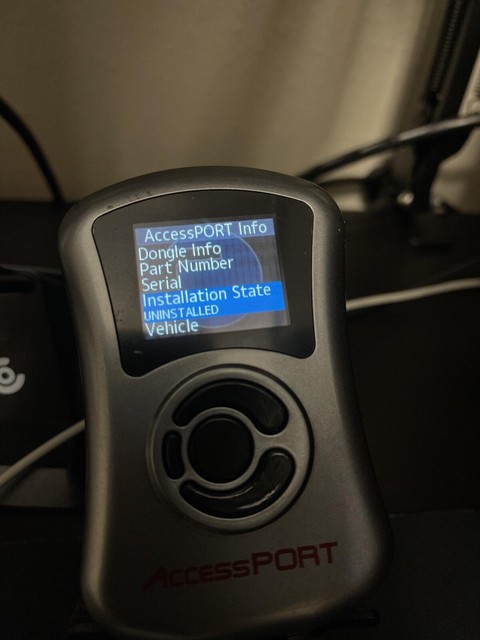 AccessPORT Info
Dongle Info
Part Number
Serial
Installation State
UNINSTALLED
Vehicle
AccessPORT